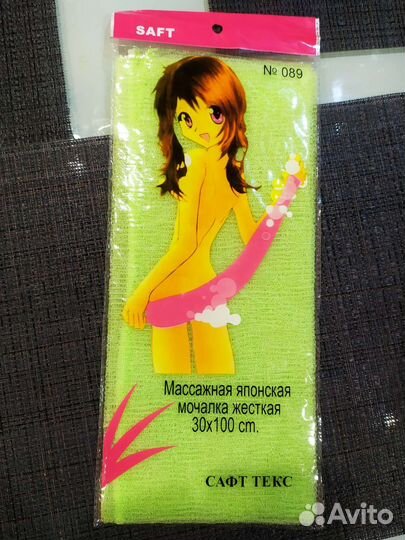 SAFT
№ 089
Массажная японская
мочалка жесткая
30х100 cm.
САФТ ТЕКС
Avito